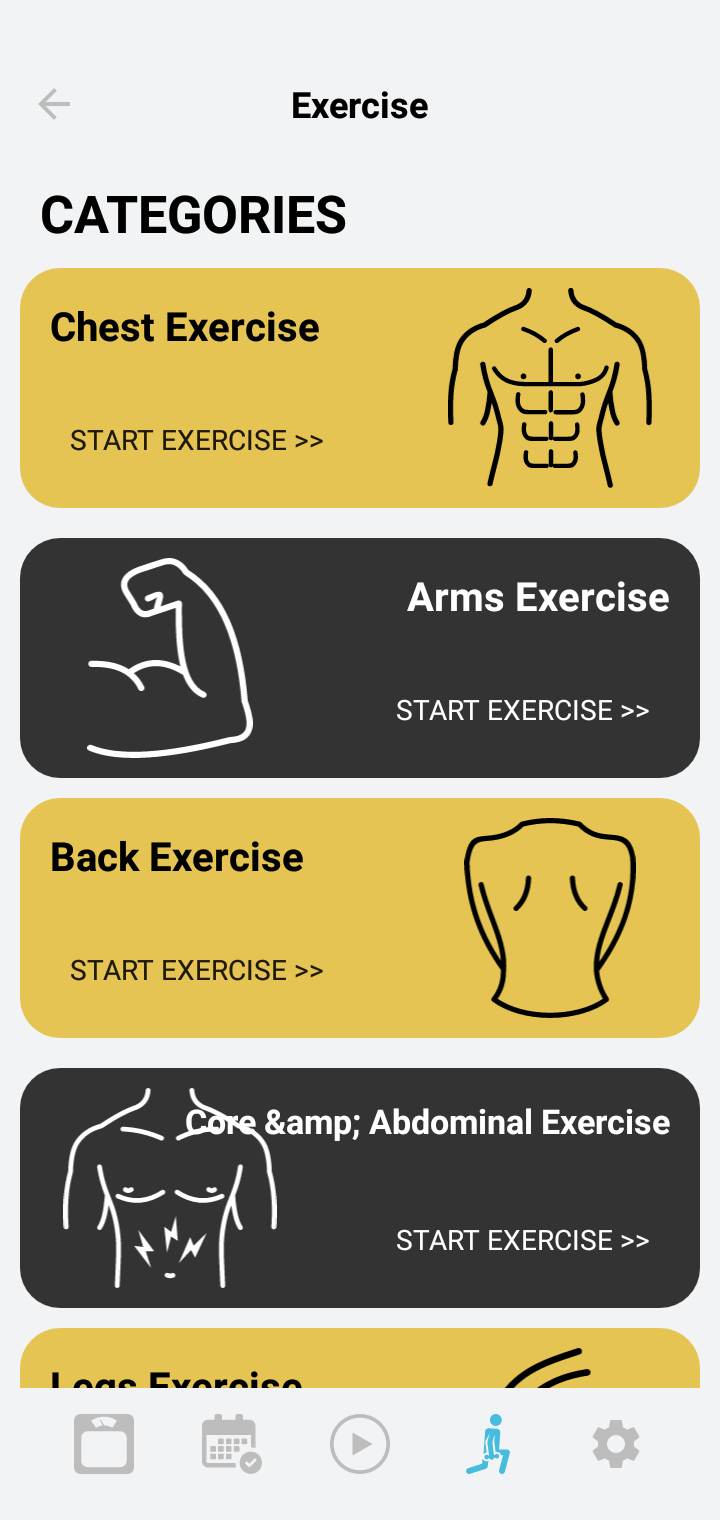 Exercise
CATEGORIES
Chest Exercise
START EXERCISE >>
Arms Exercise
START EXERCISE >>
Back Exercise
START EXERCISE >>
Core &amp; Abdominal Exercise
START EXERCISE >>
Legs Exercise